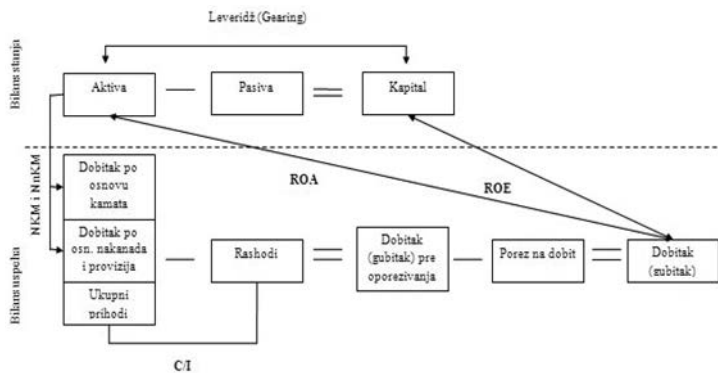 Leveridž (Gearing)
Bilans stanja
Aktiva
Pasiva
Kapital
NKM i NnKM
Dobitak po
osnovu
kamata
ROA
ROE
Bilans uspeha
Dobitak po
osn. nakanada
i provizija
Rashodi
Dobitak
(gubitak) pre
oporezivanja
Porez na dobit
Dobitak
(gubitak)
Ukupni
prihodi
C/I